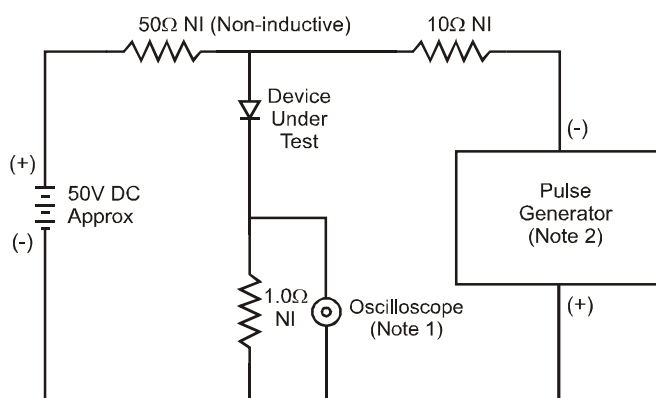 50Ω NI (Non-inductive)
10Ω NI
Device
Under
Test
(-)
(+)
50V DC
Approx
(-)
Pulse
Generator
(Note 2)
1.0Ω
NI
Oscilloscope
(Note 1)
(+)